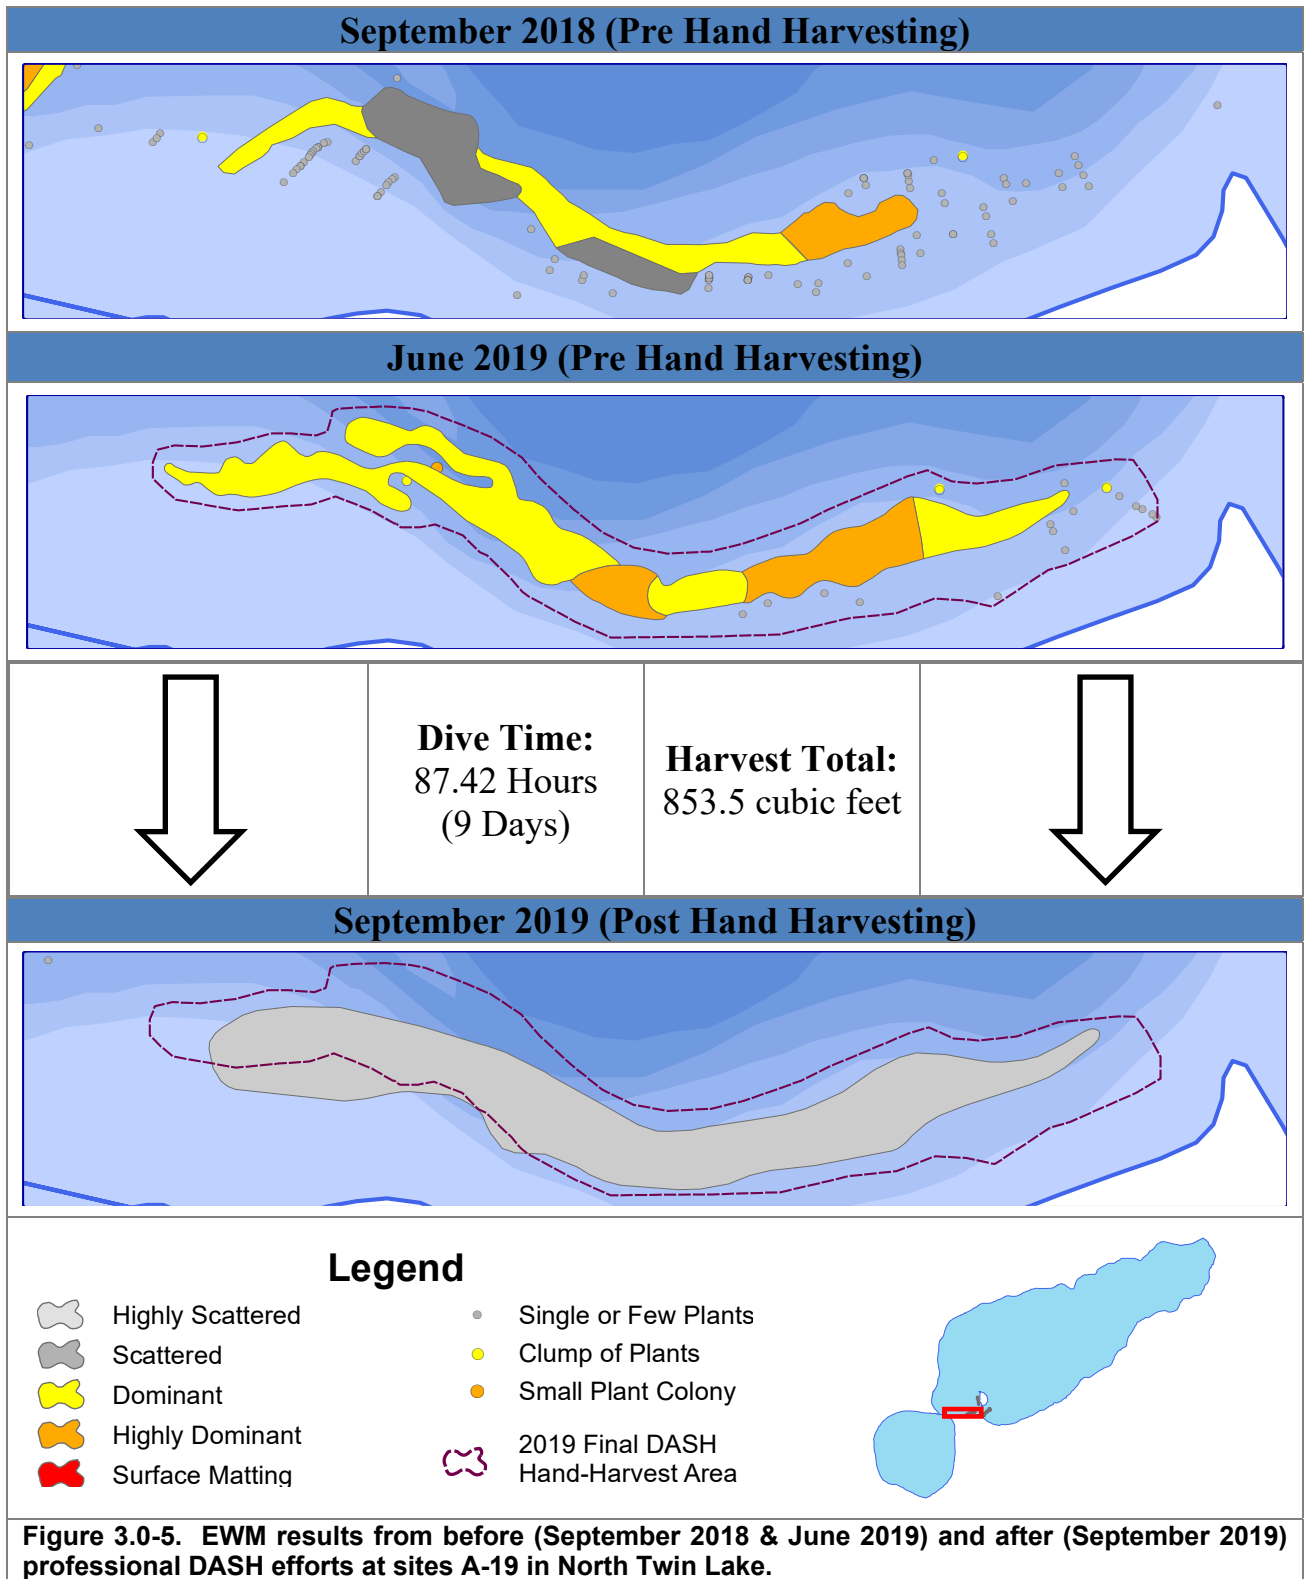 September 2018 (Pre Hand Harvesting)
June 2019 (Pre Hand Harvesting)
Dive Time:
87.42 Hours
(9 Days)
Harvest Total:
853.5 cubic feet
September 2019 (Post Hand Harvesting)
Legend
Highly Scattered
Scattered
Dominant
Highly Dominant
Surface Matting
Single or Few Plants
Clump of Plants
Small Plant Colony
2019 Final DASH
Hand-Harvest Area
Figure 3.0-5. EWM results from before (September 2018 & June 2019) and after (September 2019)
professional DASH efforts at sites A-19 in North Twin Lake.